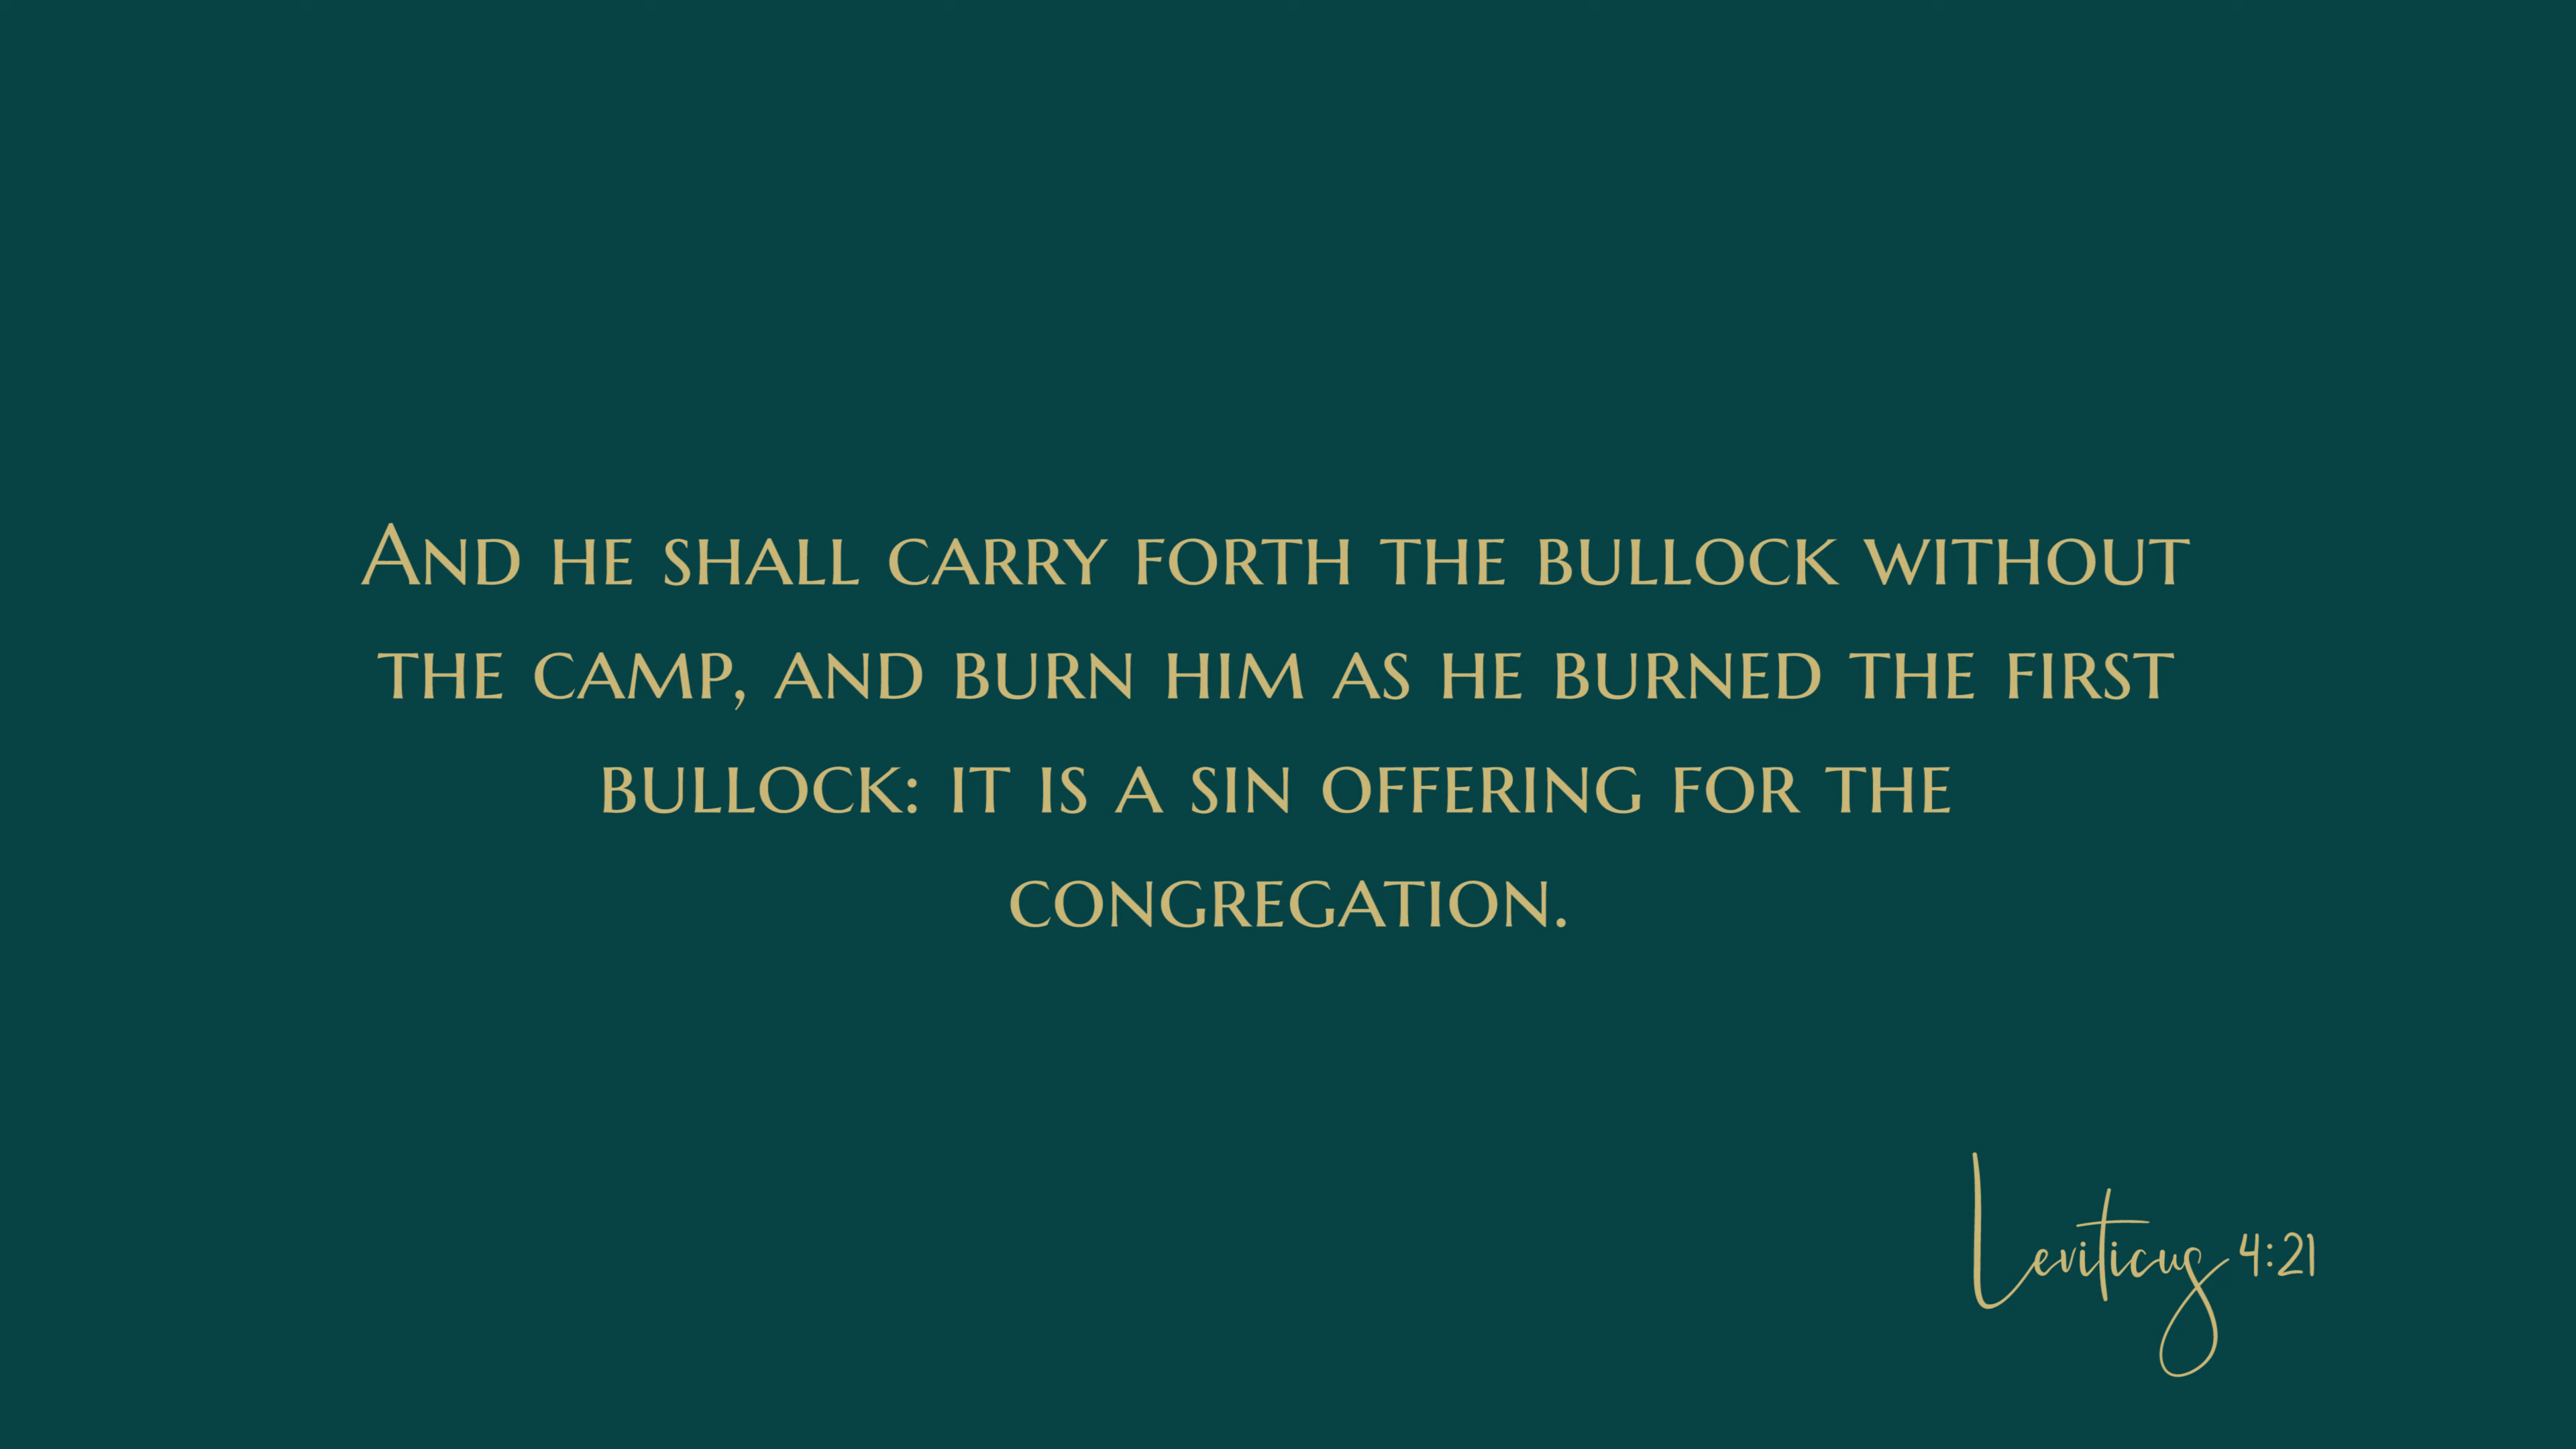 And he shall carry forth the bullock without
the camp, and burn him as he burned the first
bullock: it is a sin offering for the
congregation.
Leviticus 4:21